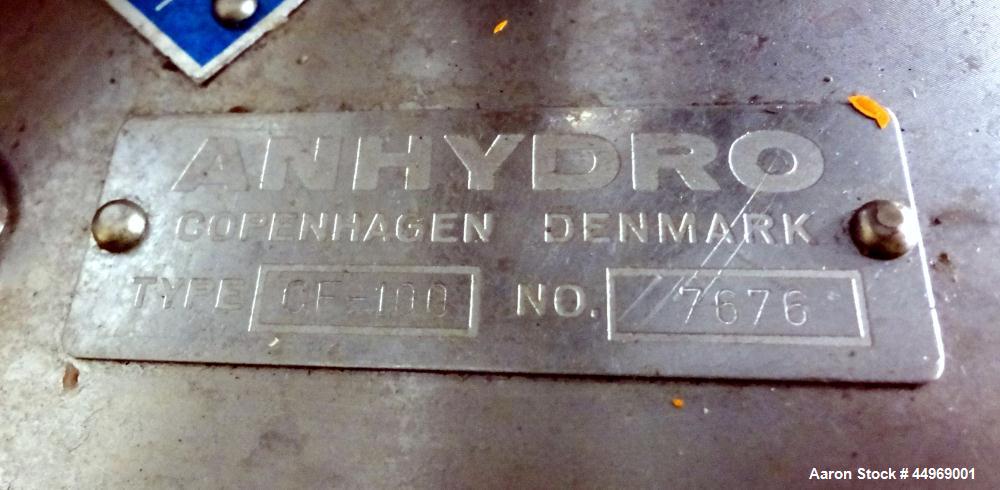 ANHYDRO
COPENHAGEN DENMARK
TYPE CF-100 NO. 7676
Aaron Stock # 44969001